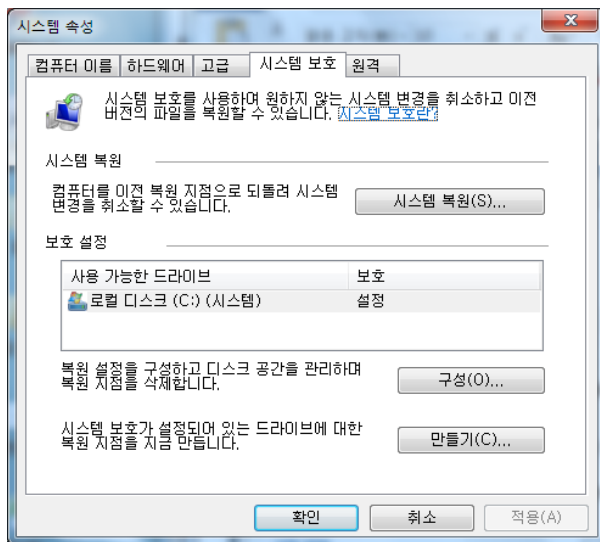 시스템 속성
컴퓨터 이름 하드웨어 고급 시스템 보호 원격
시스템 보호를 사용하여 원하지 않는 시스템 변경을 취소하고 이전
버전의 파일을 복원할 수 있습니다. 시스템 보호란?
시스템 복원
컴퓨터를 이전 복원 지점으로 되돌려 시스템
변경을 취소할 수 있습니다.
시스템 복원(S)...
보호 설정
사용 가능한 드라이브 보호
로컬 디스크 (C:) (시스템) 설정
복원 설정을 구성하고 디스크 공간을 관리하며
복원 지점을 삭제합니다.
구성(O)...
시스템 보호가 설정되어 있는 드라이브에 대한
복원 지점을 지금 만듭니다.
만들기(C)...
확인 취소 적용(A)